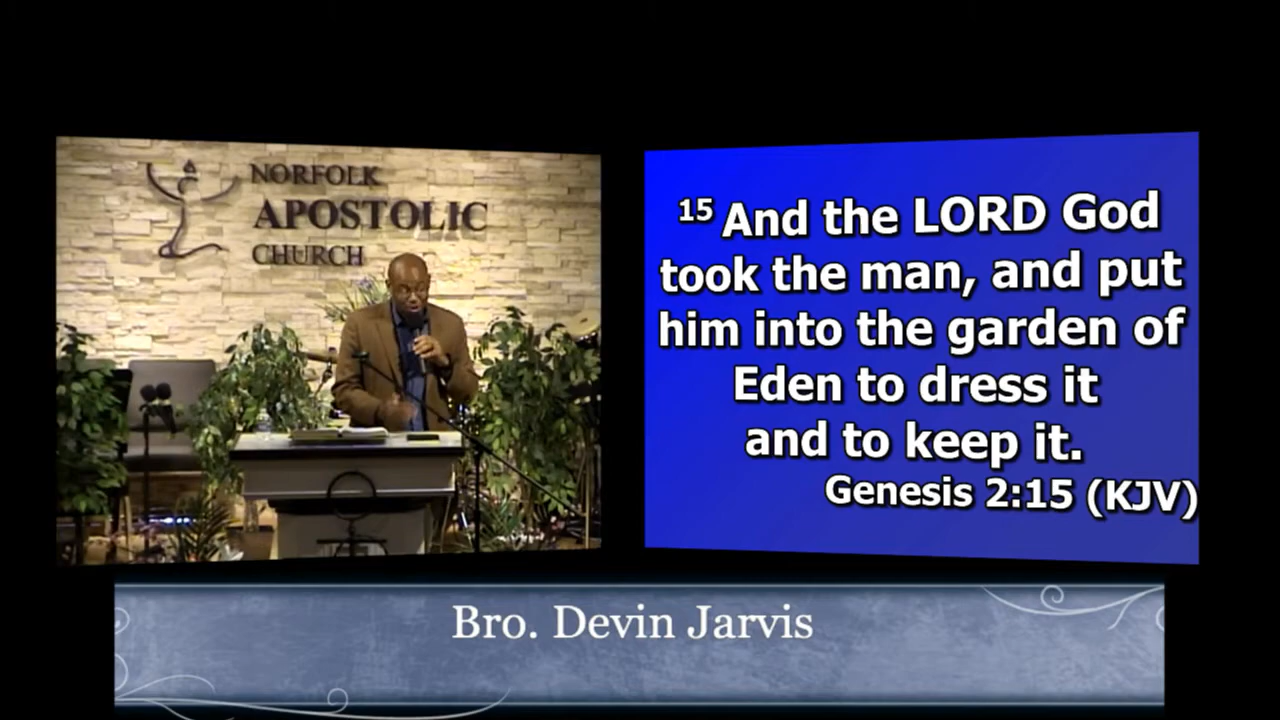 NORFOLK
APOSTOLIC
CHURCH
15 And the LORD God
took the man, and put
him into the garden of
Eden to dress it
and to keep it.
Genesis 2:15 (KJV)
Bro. Devin Jarvis